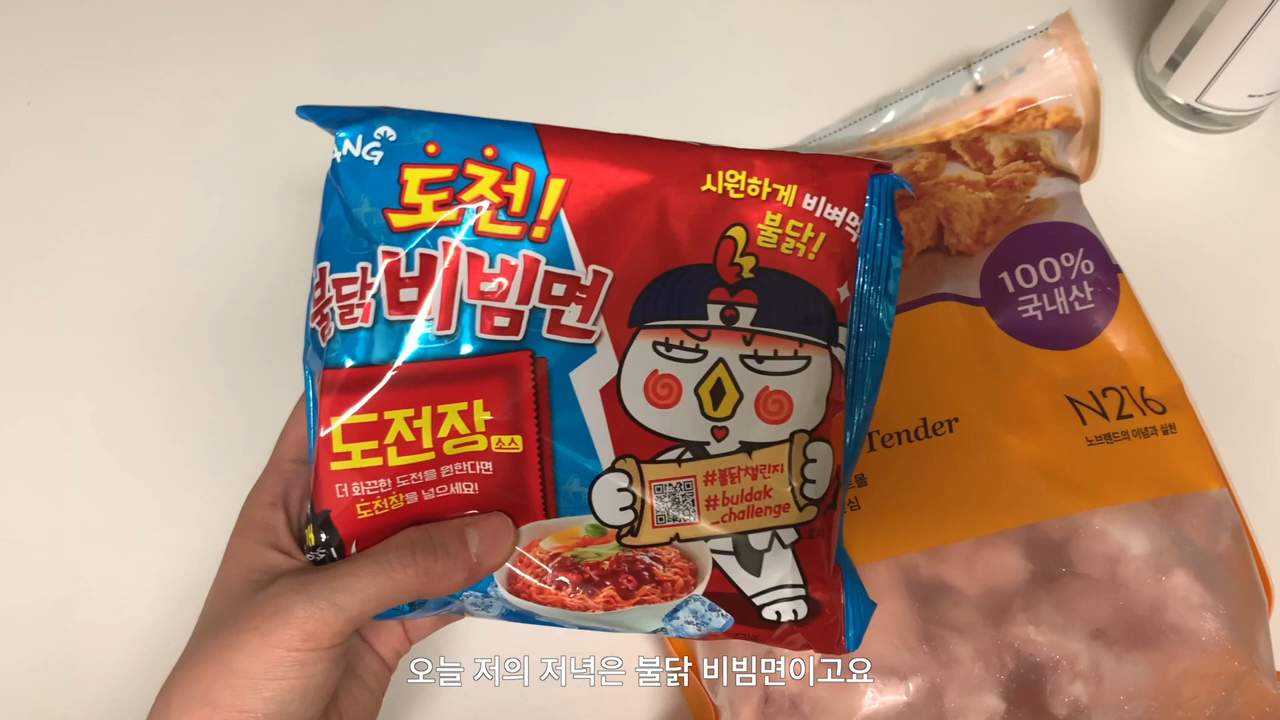 ANG
도전!
불닭비빔면
시원하게 비벼먹
불닭!
도전장 소스
더 화끈한 도전을 원한다면
도전장을 넣으세요!
#불닭챌린지
#buldak
_challenge
100%
국내산
N216
노브랜드의 이념과 실천
Tender
오늘 저의 저녁은 불닭 비빔면이고요